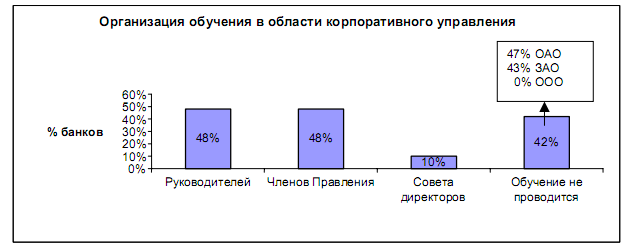 Организация обучения в области корпоративного управления
47% ОАО
43% ЗАО
0% ООО
% банков
60%
50%
40%
30%
20%
10%
0%
48%
48%
10%
42%
Руководителей
Членов Правления
Совета
директоров
Обучение не
проводится